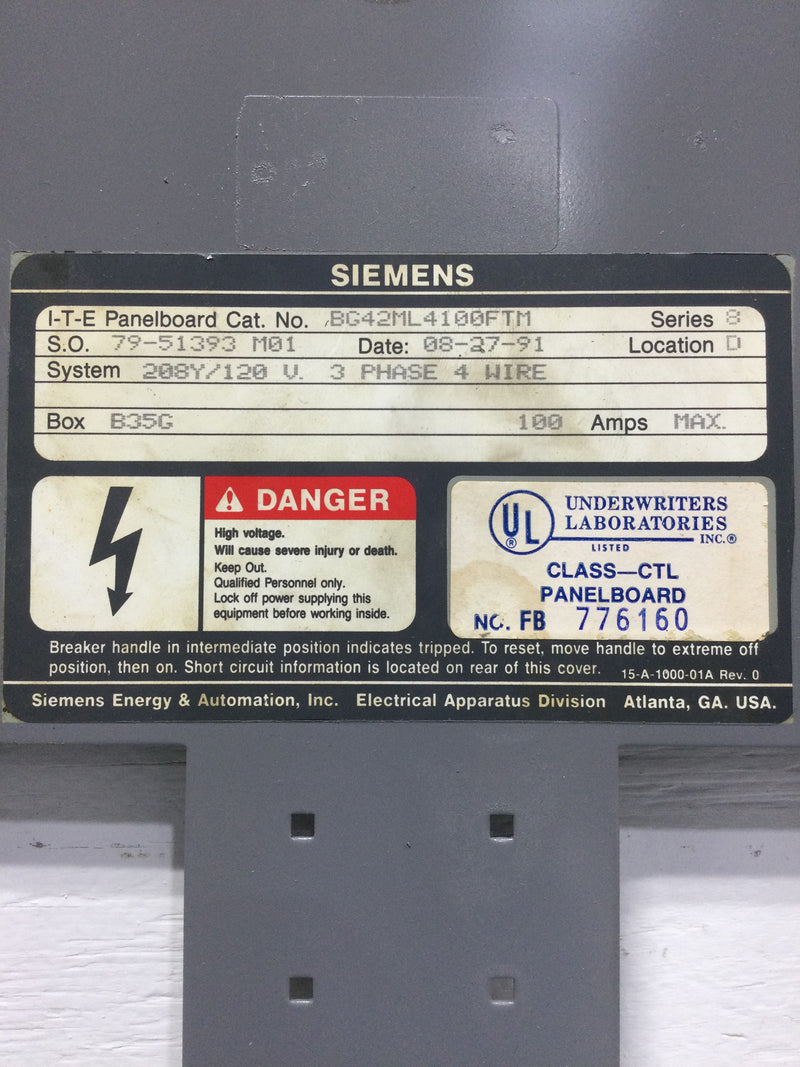 SIEMENS
I-T-E Panelboard Cat. No. BG42ML4100FTM Series 8
S.O. 79-51393 M01 Date: 08-27-91 Location D
System 208Y/120 V. 3 PHASE 4 WIRE
Box B35G 100 Amps MAX.
DANGER
High voltage.
Will cause severe injury or death.
Keep Out.
Qualified Personnel only.
Lock off power supplying this
equipment before working inside.
UL ®
UNDERWRITERS
LABORATORIES
INC.®
LISTED
CLASS—CTL
PANELBOARD
NO. FB 776160
Breaker handle in intermediate position indicates tripped. To reset, move handle to extreme off
position, then on. Short circuit information is located on rear of this cover. 15-A-1000-01A Rev. 0
Siemens Energy & Automation, Inc. Electrical Apparatus Division Atlanta, GA. USA.